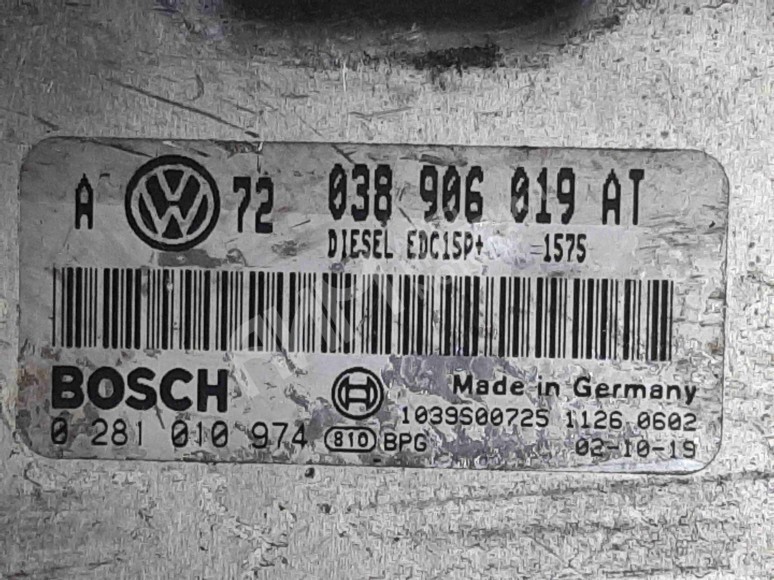 A VW 72 038 906 019 AT
DIESEL EDC15P+ =1575
BOSCH
Made in Germany
1039S00725 1126 0602
0 281 010 974 810 BPG 02-10-19